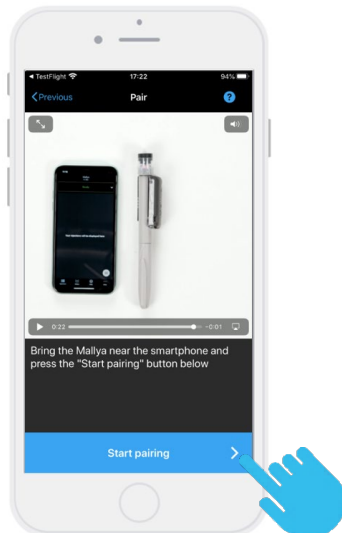 ◀ TestFlight 17:22 94%
Previous Pair ?
0:22 -0:01
Bring the Mallya near the smartphone and
press the "Start pairing" button below
Start pairing